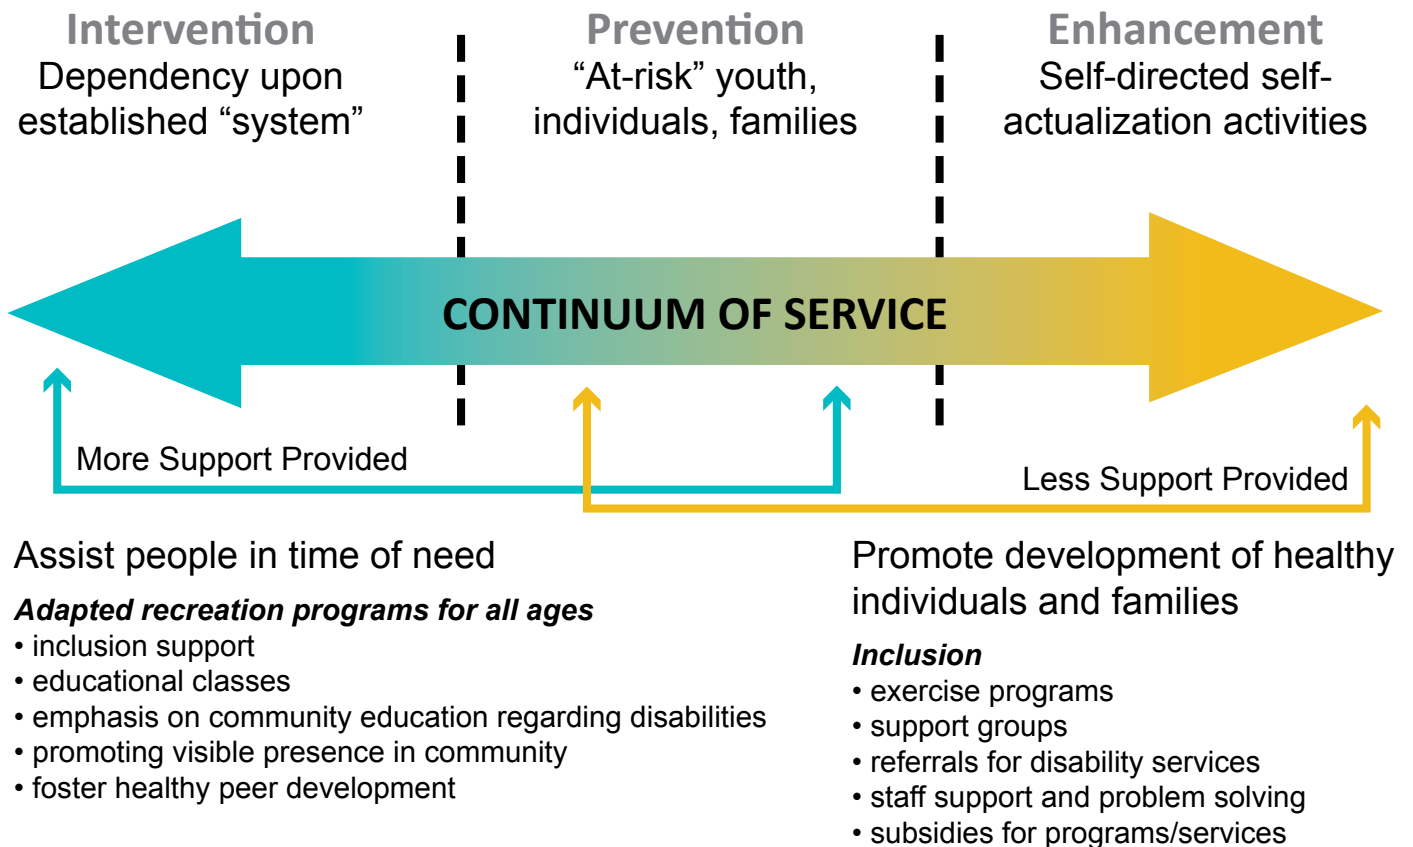 Intervention
Dependency upon
established “system”
Prevention
“At-risk” youth,
individuals, families
Enhancement
Self-directed self-
actualization activities
CONTINUUM OF SERVICE
More Support Provided
Less Support Provided
Assist people in time of need
Adapted recreation programs for all ages
• inclusion support
• educational classes
• emphasis on community education regarding disabilities
• promoting visible presence in community
• foster healthy peer development
Promote development of healthy
individuals and families
Inclusion
• exercise programs
• support groups
• referrals for disability services
• staff support and problem solving
• subsidies for programs/services